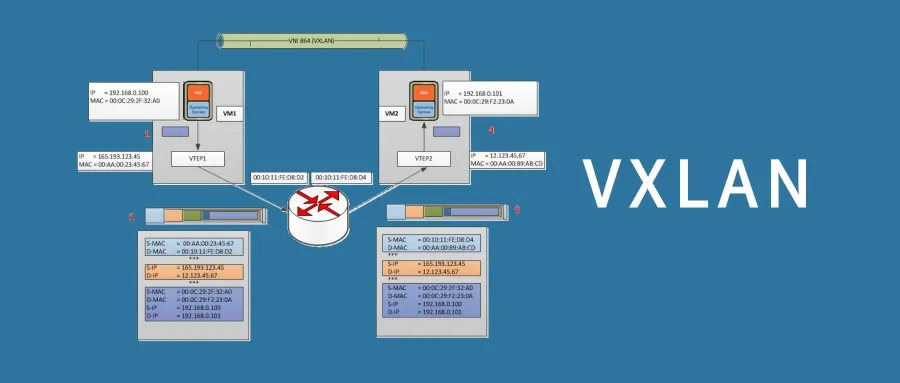 VNI 864 (VXLAN)
IP = 192.168.0.100
MAC = 00:0C:29:2F:32:A0
App
Operating System
VM1
1
VTEP1
IP = 165.193.123.45
MAC = 00:AA:00:23:45:67
VM2
App
Operating System
IP = 192.168.0.101
MAC = 00:0C:29:F2:23:0A
4
VTEP2
IP = 12.123.45.67
MAC = 00:AA:00:89:AB:CD
00:10:11:FE:D8:D2
00:10:11:FE:D8:D4
S-MAC = 00:AA:00:23:45:67
D-MAC = 00:10:11:FE:D8:D2
***
S-IP = 165.193.123.45
D-IP = 12.123.45.67
***
S-MAC = 00:0C:29:2F:32:A0
D-MAC = 00:0C:29:F2:23:0A
S-IP = 192.168.0.100
D-IP = 192.168.0.101
S-MAC = 00:10:11:FE:D8:D4
D-MAC = 00:AA:00:89:AB:CD
***
S-IP = 165.193.123.45
D-IP = 12.123.45.67
***
S-MAC = 00:0C:29:2F:32:A0
D-MAC = 00:0C:29:F2:23:0A
S-IP = 192.168.0.100
D-IP = 192.168.0.101
VXLAN